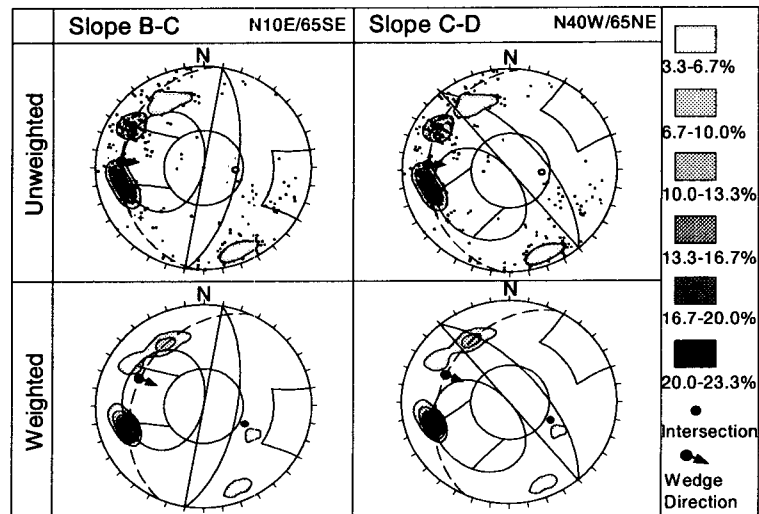 Slope B-C N10E/65SE
Slope C-D N40W/65NE
Unweighted
Weighted
N
N
N
N
3.3-6.7%
6.7-10.0%
10.0-13.3%
13.3-16.7%
16.7-20.0%
20.0-23.3%
Intersection
Wedge
Direction